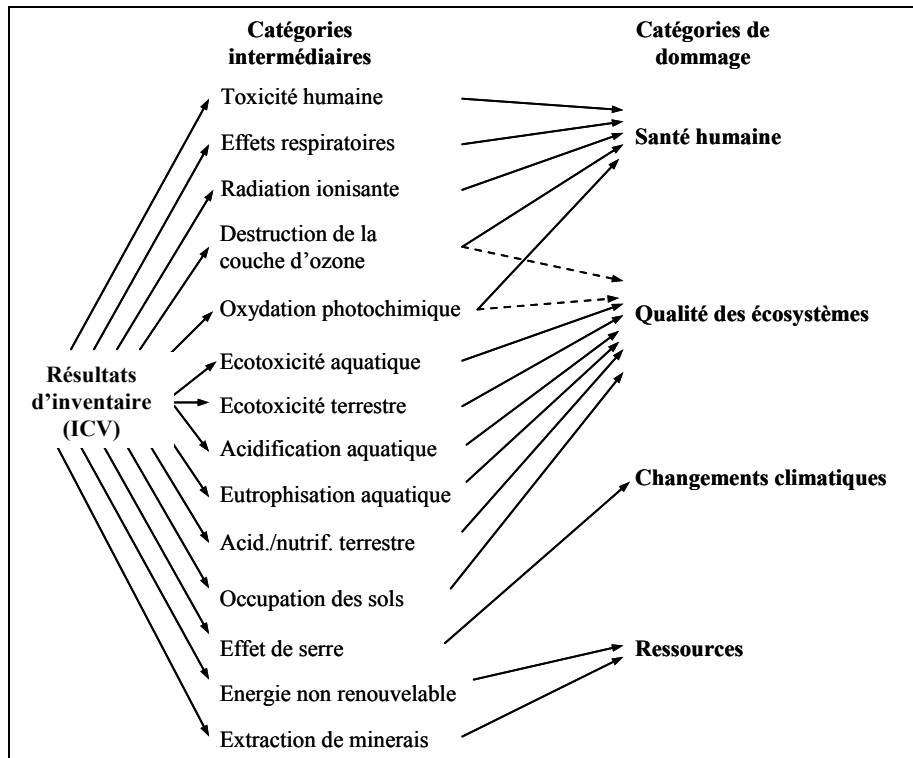 Catégories
intermédiaires
Catégories de
dommage
Toxicité humaine
Effets respiratoires
Radiation ionisante
Destruction de la
couche d'ozone
Oxydation photochimique
Ecotoxicité aquatique
Ecotoxicité terrestre
Acidification aquatique
Eutrophisation aquatique
Acid./nutrif. terrestre
Occupation des sols
Effet de serre
Energie non renouvelable
Extraction de minerais
Résultats
d'inventaire
(ICV)
Santé humaine
Qualité des écosystèmes
Changements climatiques
Ressources